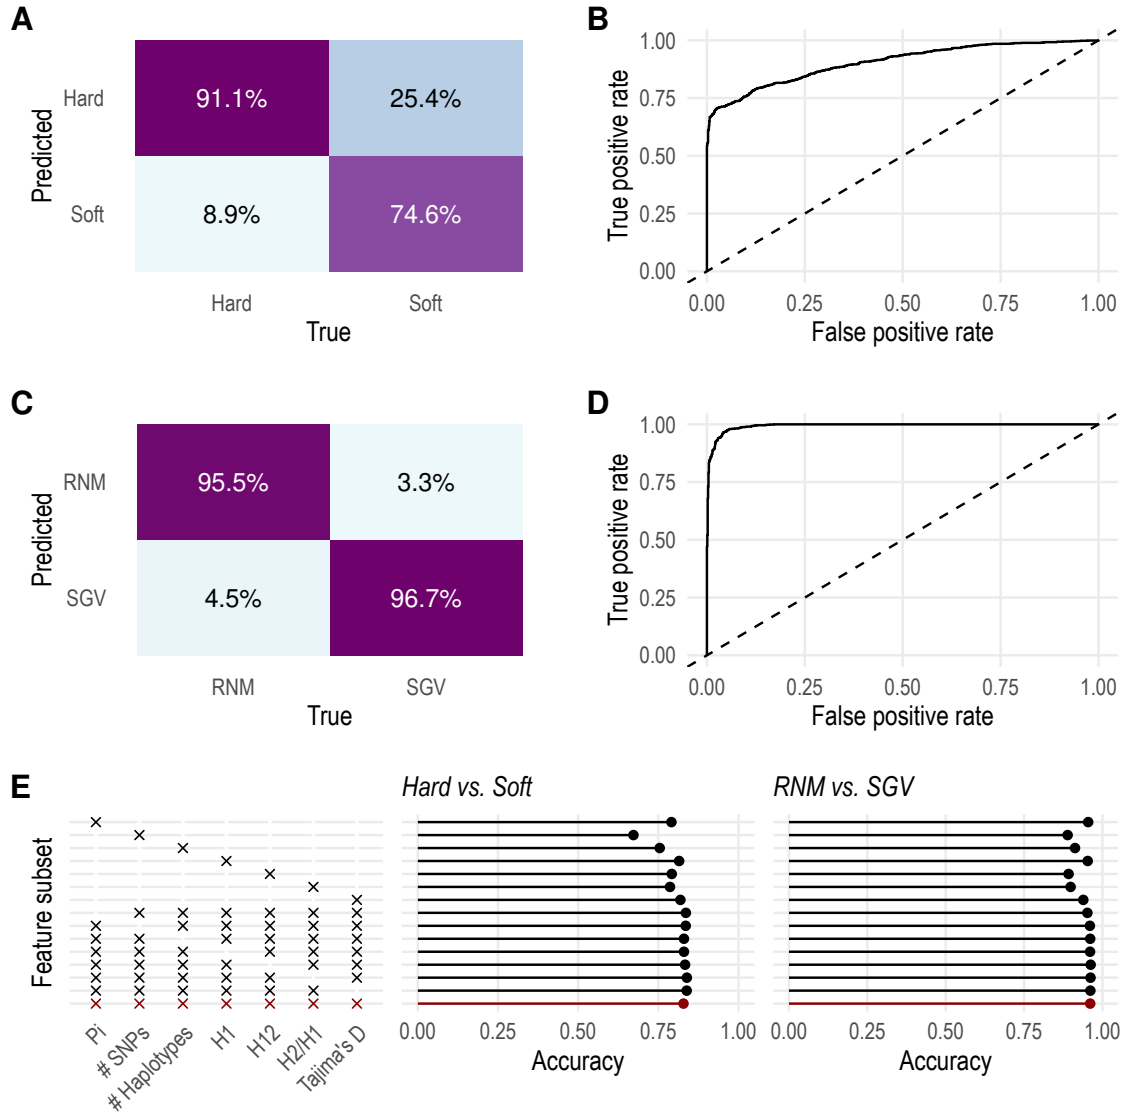 A
Predicted
Hard
Soft
91.1%
25.4%
8.9%
74.6%
Hard
Soft
True
B
True positive rate
1.00
0.75
0.50
0.25
0.00
0.00
0.25
0.50
0.75
1.00
False positive rate
C
Predicted
RNM
SGV
95.5%
3.3%
4.5%
96.7%
RNM
SGV
True
D
True positive rate
1.00
0.75
0.50
0.25
0.00
0.00
0.25
0.50
0.75
1.00
False positive rate
E
Feature subset
Pi
# SNPs
# Haplotypes
H1
H12
H2/H1
Tajima's D
Hard vs. Soft
0.00
0.25
0.50
0.75
1.00
Accuracy
RNM vs. SGV
0.00
0.25
0.50
0.75
1.00
Accuracy